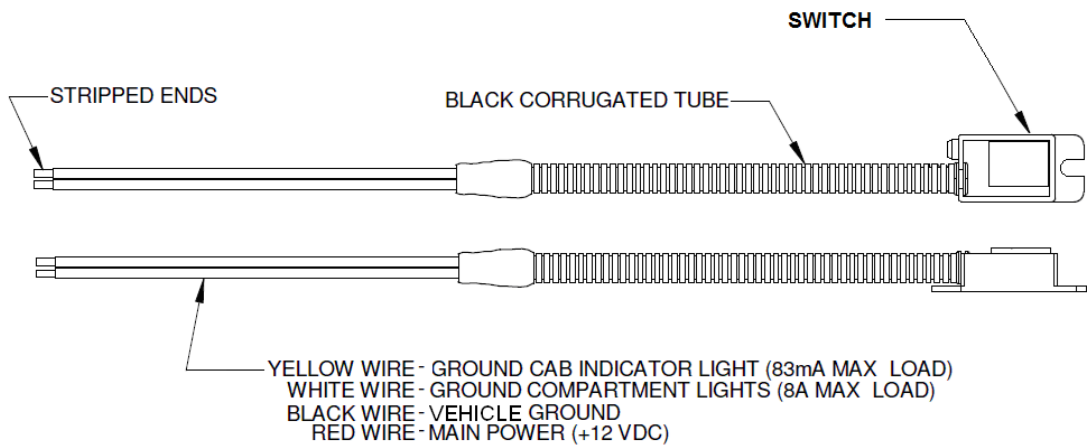 SWITCH
STRIPPED ENDS
BLACK CORRUGATED TUBE
YELLOW WIRE - GROUND CAB INDICATOR LIGHT (83mA MAX LOAD)
WHITE WIRE - GROUND COMPARTMENT LIGHTS (8A MAX LOAD)
BLACK WIRE - VEHICLE GROUND
RED WIRE - MAIN POWER (+12 VDC)